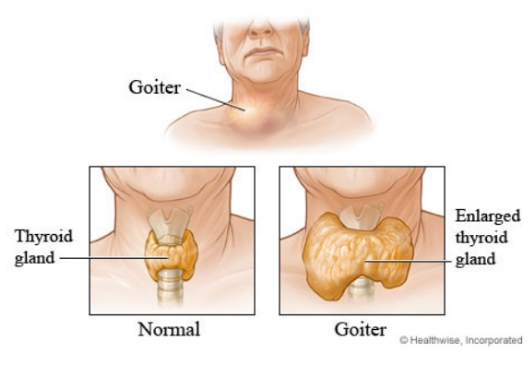 Goiter
Thyroid
gland
Enlarged
thyroid
gland
Normal
Goiter
© Healthwise, Incorporated